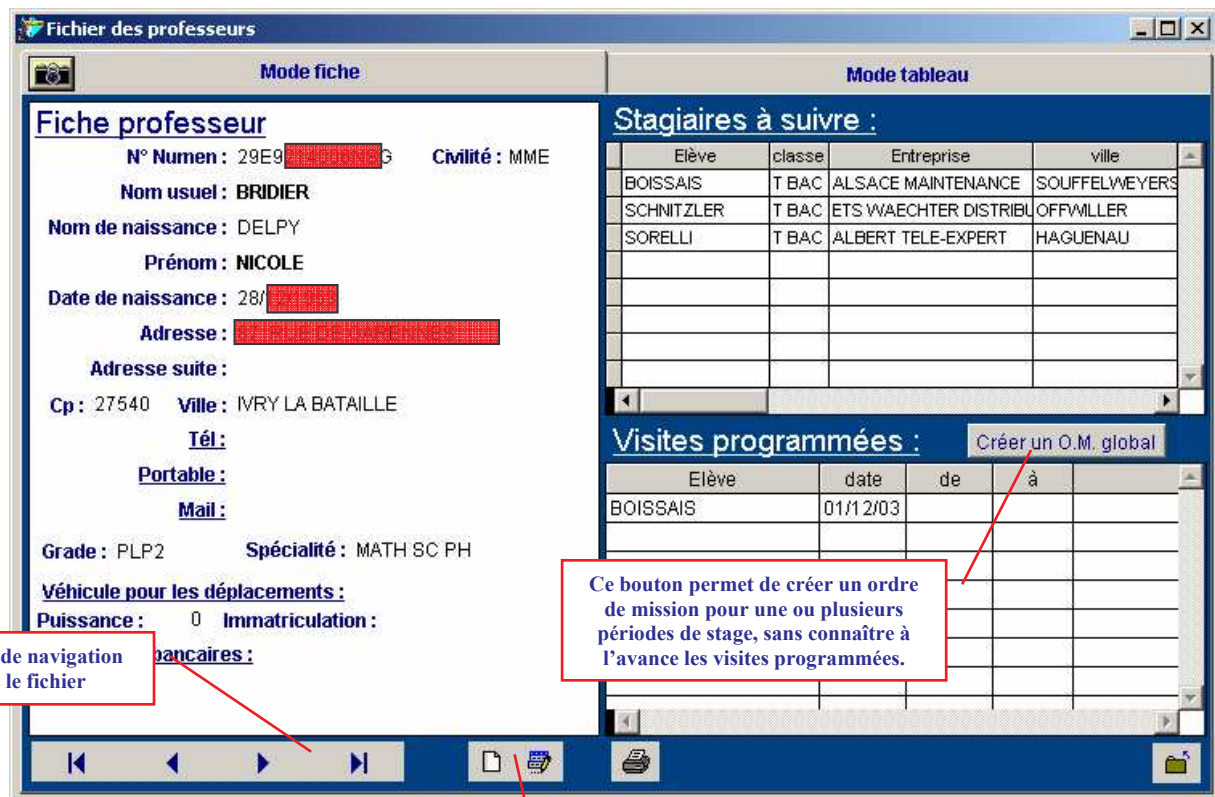 Fichier des professeurs
Mode fiche
Mode tableau
Fiche professeur
N° Numen : 29E9 G Civilité : MME
Nom usuel : BRIDIER
Nom de naissance : DELPY
Prénom : NICOLE
Date de naissance : 28/
Adresse :
Adresse suite :
Cp : 27540 Ville : IVRY LA BATAILLE
Tél :
Portable :
Mail :
Grade : PLP2 Spécialité : MATH SC PH
Véhicule pour les déplacements :
Puissance : 0 Immatriculation :
bancaires :
de navigation
le fichier
Stagiaires à suivre :
Elève classe Entreprise ville
BOISSAIS T BAC ALSACE MAINTENANCE SOUFFELWEYERS
SCHNITZLER T BAC ETS WAECHTER DISTRIBU OFFWILLER
SORELLI T BAC ALBERT TELE-EXPERT HAGUENAU
Visites programmées :
Créer un O.M. global
Elève date de à
BOISSAIS 01/12/03
Ce bouton permet de créer un ordre
de mission pour une ou plusieurs
périodes de stage, sans connaître à
l'avance les visites programmées.